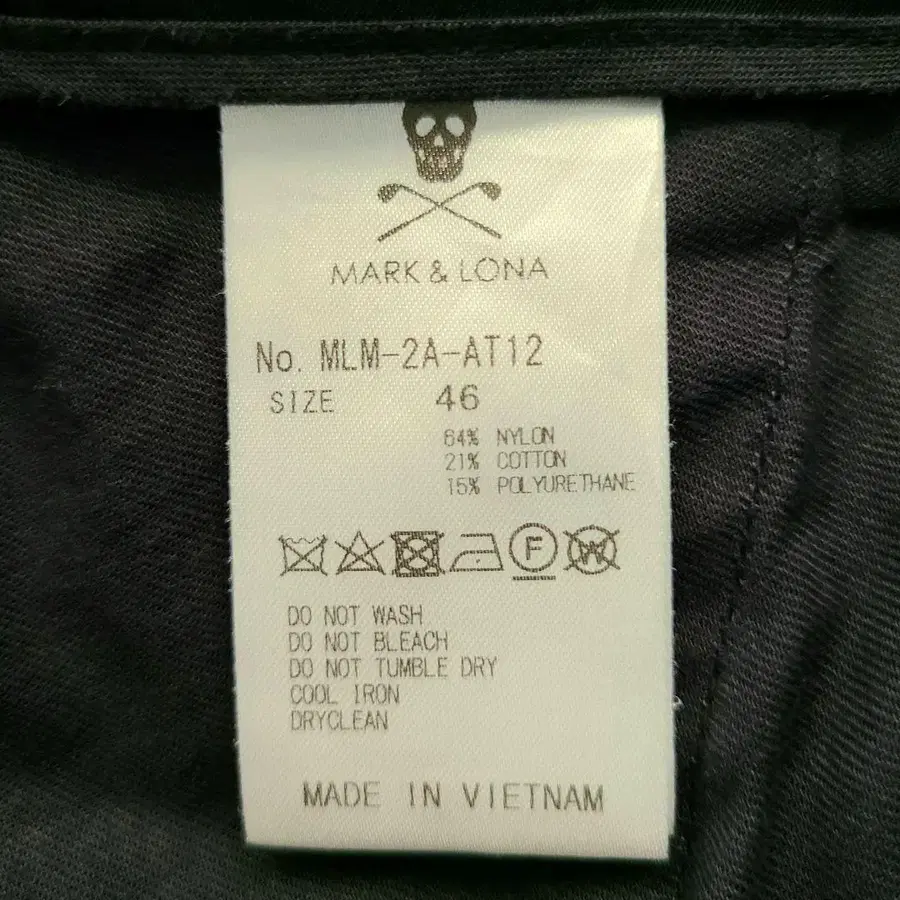 MARK & LONA
No. MLM-2A-AT12
SIZE 46
64% NYLON
21% COTTON
15% POLYURETHANE
F W
DO NOT WASH
DO NOT BLEACH
DO NOT TUMBLE DRY
COOL IRON
DRYCLEAN
MADE IN VIETNAM